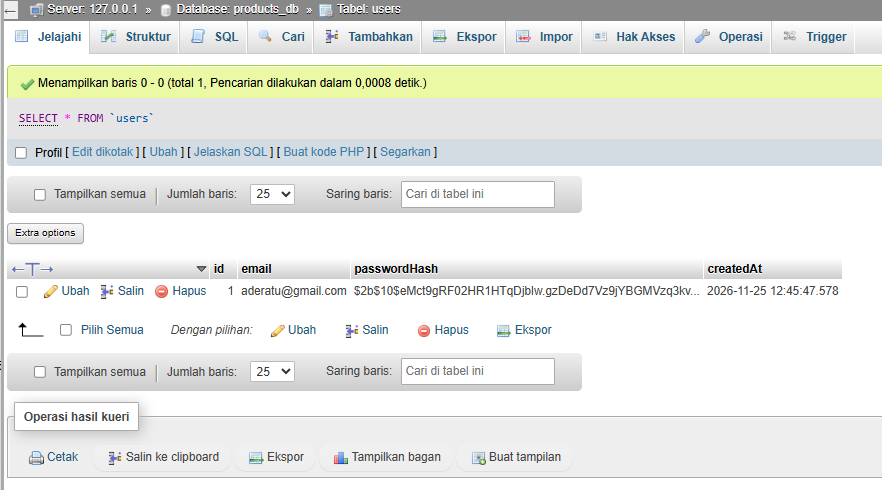 Server: 127.0.0.1 » Database: products_db » Tabel: users
Jelajahi Struktur SQL Cari Tambahkan Ekspor Impor Hak Akses Operasi Trigger
Menampilkan baris 0 - 0 (total 1, Pencarian dilakukan dalam 0,0008 detik.)
SELECT * FROM `users`
Profil [ Edit dikotak ] [ Ubah ] [ Jelaskan SQL ] [ Buat kode PHP ] [ Segarkan ]
Tampilkan semua Jumlah baris: 25 Saring baris: Cari di tabel ini
Extra options
←T→ id email passwordHash createdAt
Ubah Salin Hapus 1 aderatu@gmail.com $2b$10$eMct9gRF02HR1HTqDjblw.gzDeDd7Vz9jYBGMVzq3kv... 2026-11-25 12:45:47.578
Pilih Semua Dengan pilihan: Ubah Salin Hapus Ekspor
Tampilkan semua Jumlah baris: 25 Saring baris: Cari di tabel ini
Operasi hasil kueri
Cetak Salin ke clipboard Ekspor Tampilkan bagan Buat tampilan